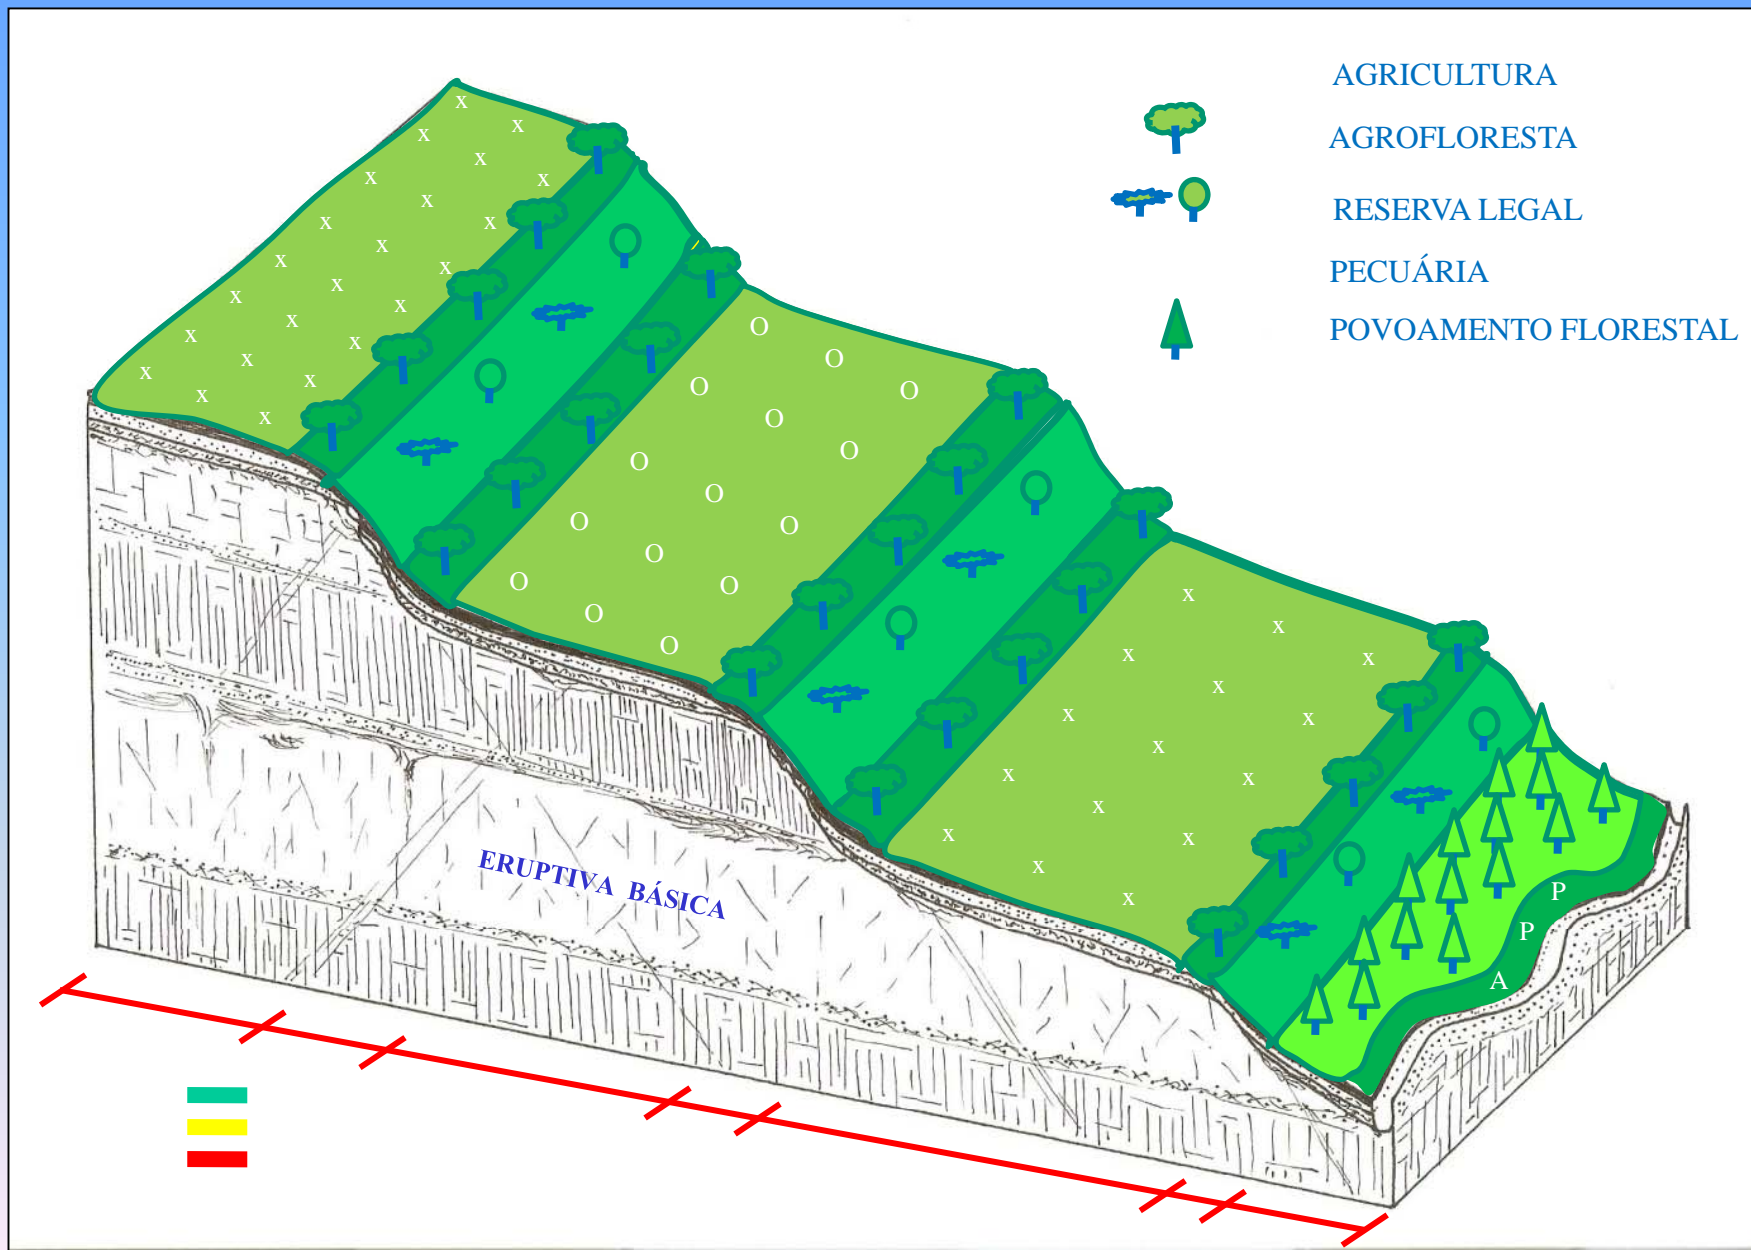 AGRICULTURA
AGROFLORESTA
RESERVA LEGAL
PECUÁRIA
POVOAMENTO FLORESTAL
ERUPTIVA BÁSICA
P
P
A